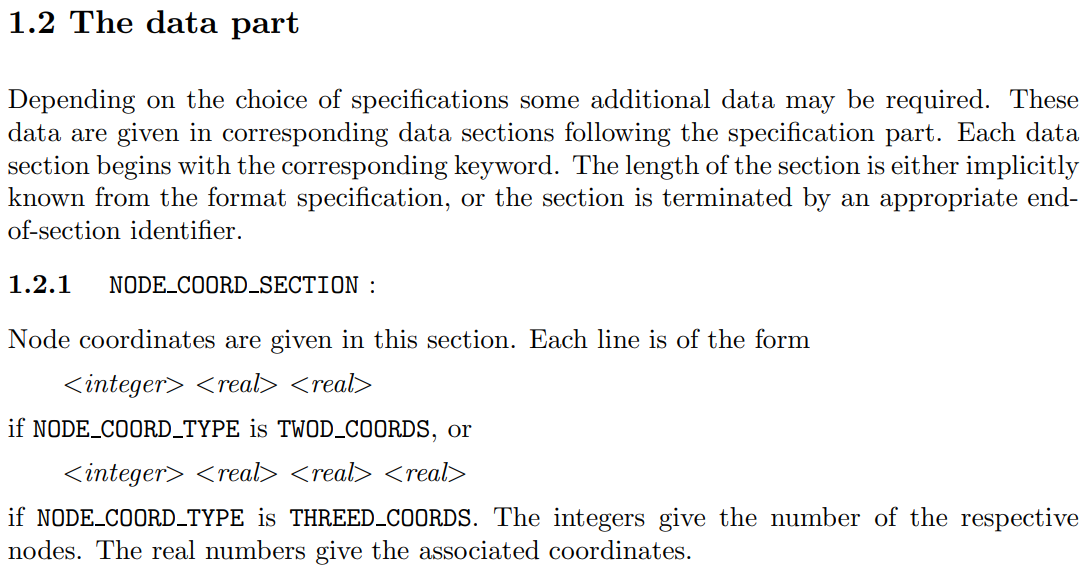 1.2 The data part
Depending on the choice of specifications some additional data may be required. These
data are given in corresponding data sections following the specification part. Each data
section begins with the corresponding keyword. The length of the section is either implicitly
known from the format specification, or the section is terminated by an appropriate end-
of-section identifier.
1.2.1 NODE_COORD_SECTION :
Node coordinates are given in this section. Each line is of the form
<integer> <real> <real>
if NODE_COORD_TYPE is TWOD_COORDS, or
<integer> <real> <real> <real>
if NODE_COORD_TYPE is THREED_COORDS. The integers give the number of the respective
nodes. The real numbers give the associated coordinates.